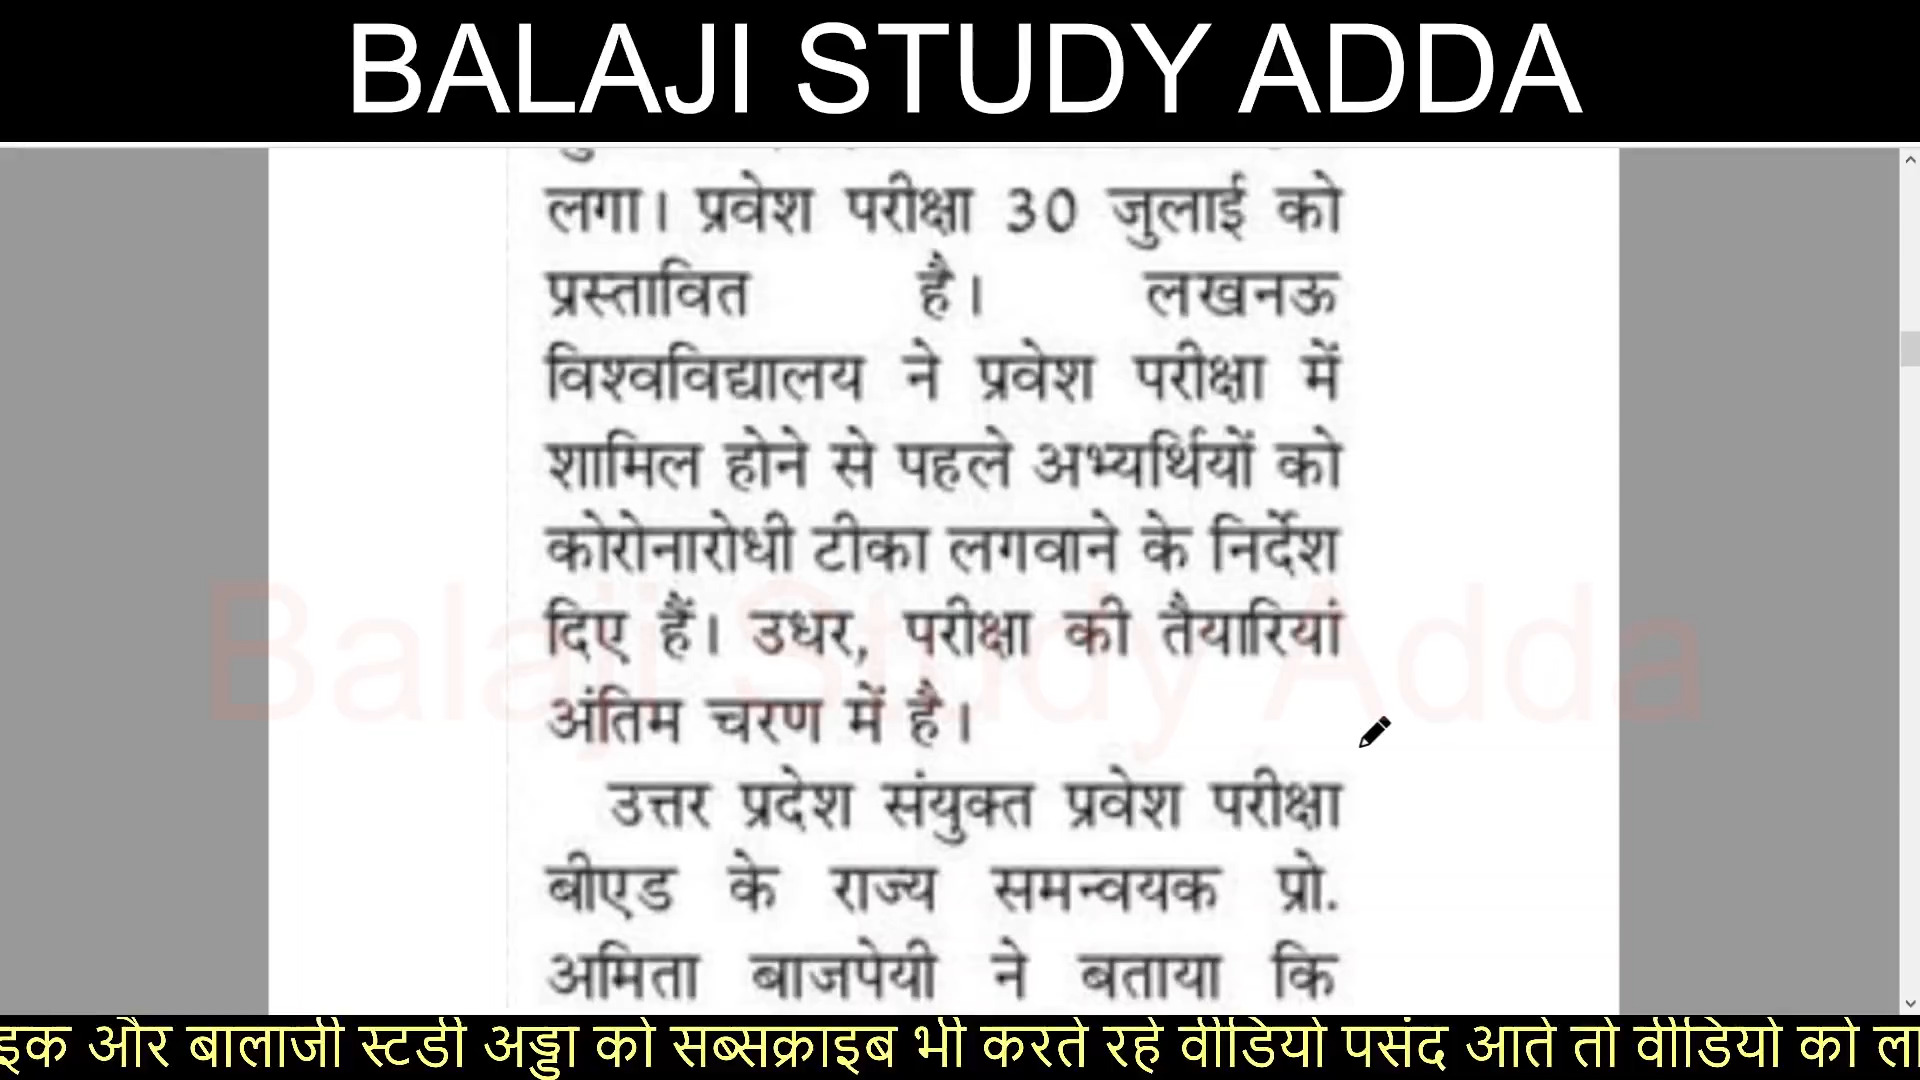 BALAJI STUDY ADDA
लगा। प्रवेश परीक्षा 30 जुलाई को
प्रस्तावित है। लखनऊ
विश्वविद्यालय ने प्रवेश परीक्षा में
शामिल होने से पहले अभ्यर्थियों को
कोरोनारोधी टीका लगवाने के निर्देश
दिए हैं। उधर, परीक्षा की तैयारियां
Balaji Study Adda
अंतिम चरण में है।
उत्तर प्रदेश संयुक्त प्रवेश परीक्षा
बीएड के राज्य समन्वयक प्रो.
अमिता बाजपेयी ने बताया कि
इक और बालाजी स्टडी अड्डा को सब्सक्राइब भी करते रहे वीडियो पसंद आते तो वीडियो को ला